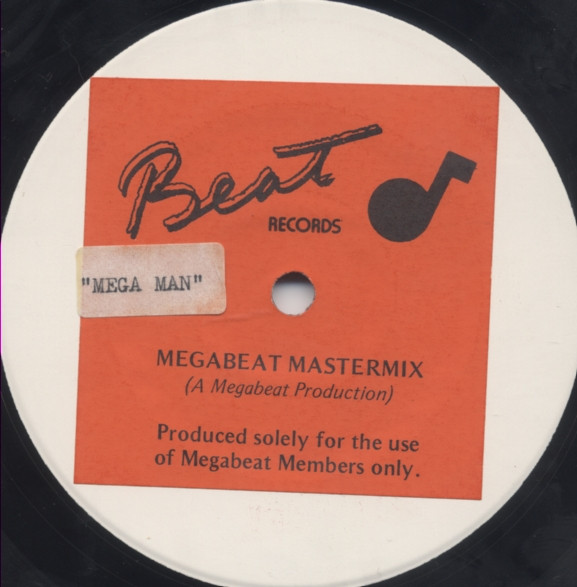 Beat
RECORDS
"MEGA MAN"
MEGABEAT MASTERMIX
(A Megabeat Production)
Produced solely for the use
of Megabeat Members only.